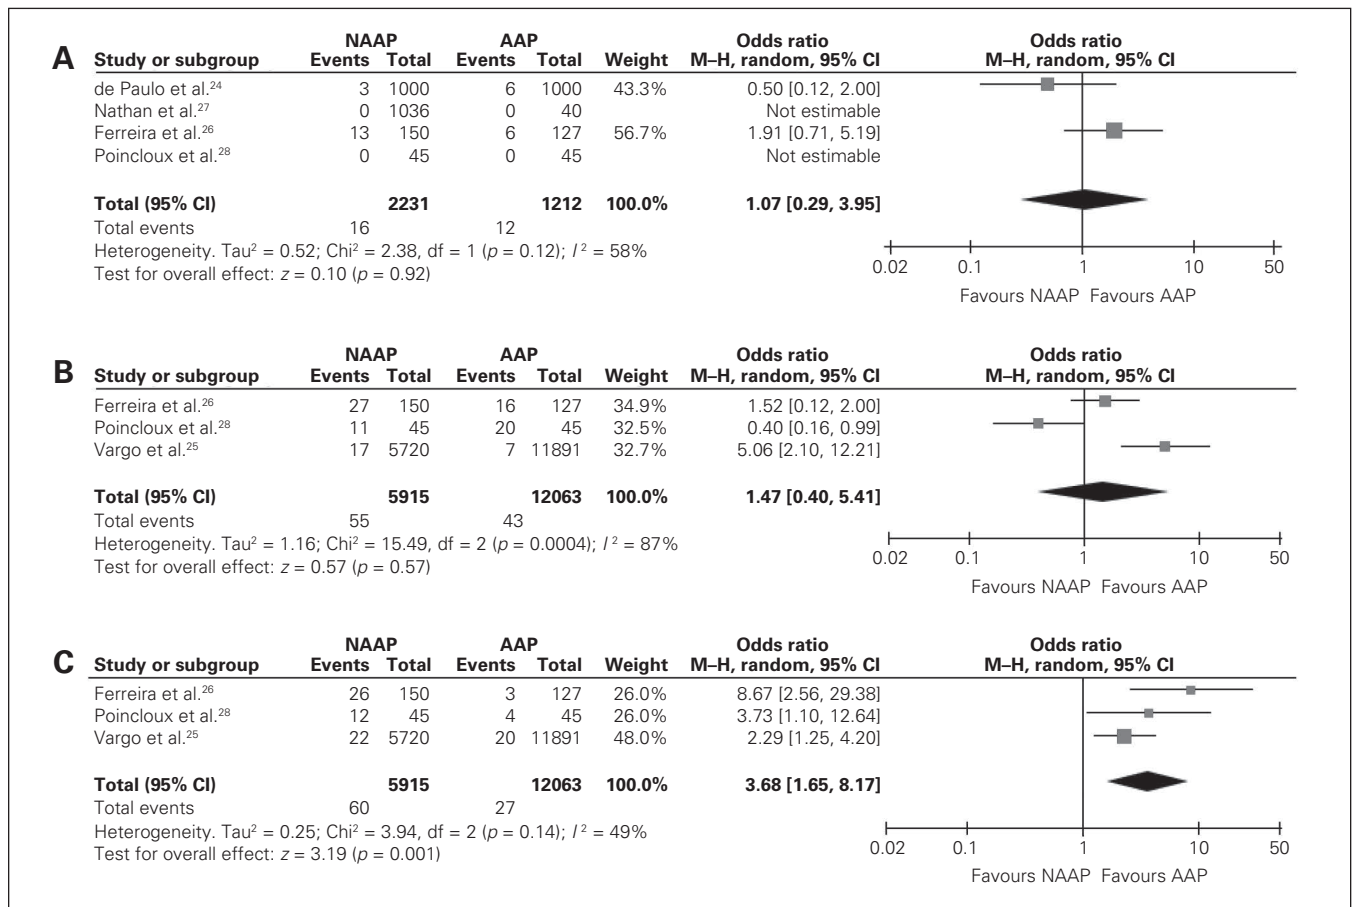 A
NAAP AAP Odds ratio Odds ratio
Study or subgroup Events Total Events Total Weight M–H, random, 95% CI M–H, random, 95% CI
de Paulo et al.24 3 1000 6 1000 43.3% 0.50 [0.12, 2.00]
Nathan et al.27 0 1036 0 40 Not estimable
Ferreira et al.26 13 150 6 127 56.7% 1.91 [0.71, 5.19]
Poincloux et al.28 0 45 0 45 Not estimable
Total (95% CI) 2231 1212 100.0% 1.07 [0.29, 3.95]
Total events 16 12
Heterogeneity. Tau2 = 0.52; Chi2 = 2.38, df = 1 (p = 0.12); I 2 = 58%
Test for overall effect: z = 0.10 (p = 0.92)
0.02 0.1 1 10 50
Favours NAAP Favours AAP
B
NAAP AAP Odds ratio Odds ratio
Study or subgroup Events Total Events Total Weight M–H, random, 95% CI M–H, random, 95% CI
Ferreira et al.26 27 150 16 127 34.9% 1.52 [0.12, 2.00]
Poincloux et al.28 11 45 20 45 32.5% 0.40 [0.16, 0.99]
Vargo et al.25 17 5720 7 11891 32.7% 5.06 [2.10, 12.21]
Total (95% CI) 5915 12063 100.0% 1.47 [0.40, 5.41]
Total events 55 43
Heterogeneity. Tau2 = 1.16; Chi2 = 15.49, df = 2 (p = 0.0004); I 2 = 87%
Test for overall effect: z = 0.57 (p = 0.57)
0.02 0.1 1 10 50
Favours NAAP Favours AAP
C
NAAP AAP Odds ratio Odds ratio
Study or subgroup Events Total Events Total Weight M–H, random, 95% CI M–H, random, 95% CI
Ferreira et al.26 26 150 3 127 26.0% 8.67 [2.56, 29.38]
Poincloux et al.28 12 45 4 45 26.0% 3.73 [1.10, 12.64]
Vargo et al.25 22 5720 20 11891 48.0% 2.29 [1.25, 4.20]
Total (95% CI) 5915 12063 100.0% 3.68 [1.65, 8.17]
Total events 60 27
Heterogeneity. Tau2 = 0.25; Chi2 = 3.94, df = 2 (p = 0.14); I 2 = 49%
Test for overall effect: z = 3.19 (p = 0.001)
0.02 0.1 1 10 50
Favours NAAP Favours AAP